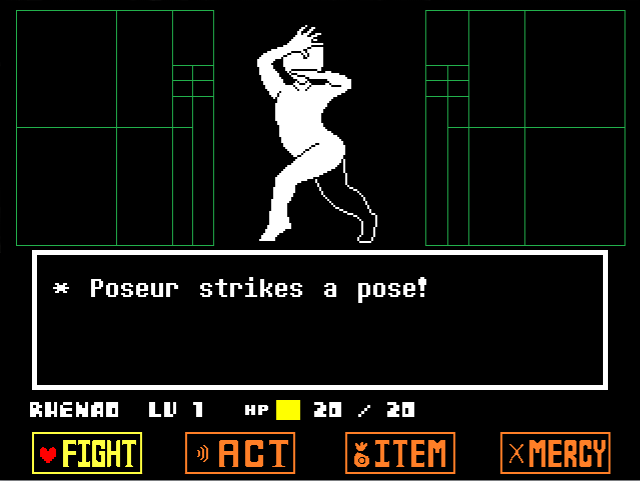 * Poseur strikes a pose!
RHENAO LV 1 HP 20 / 20
FIGHT ACT ITEM MERCY